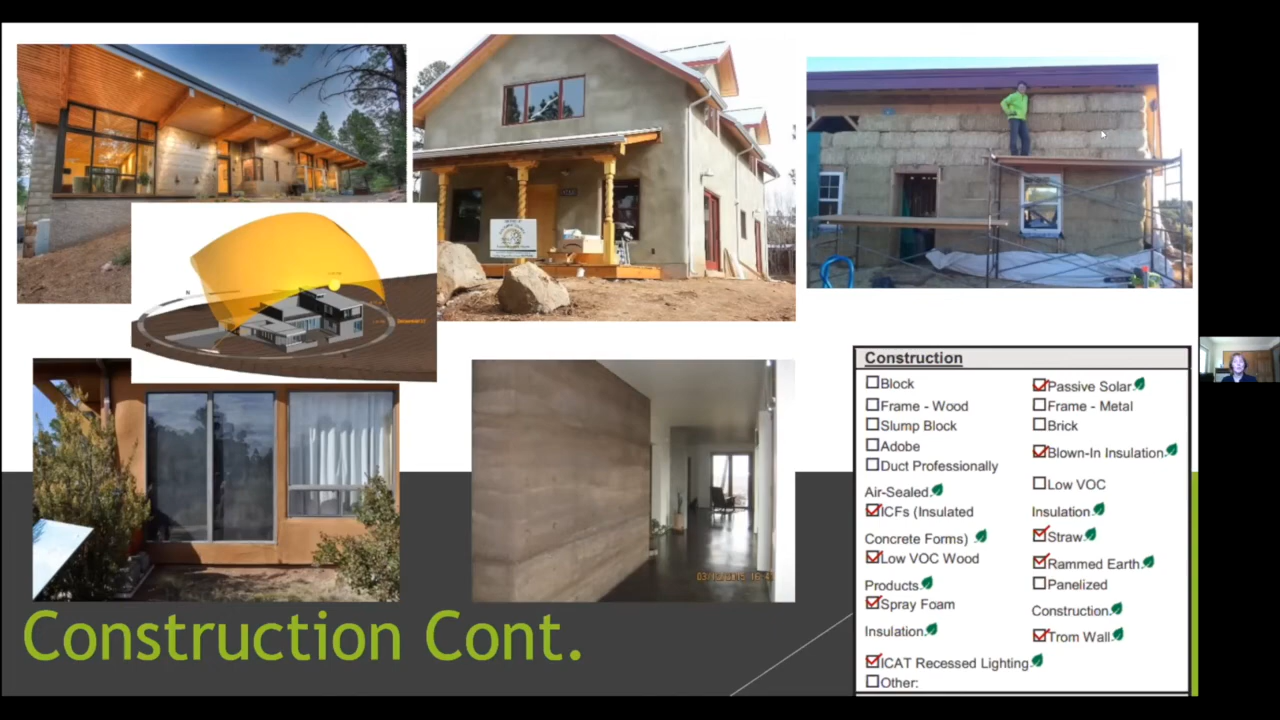 Construction
Block
Frame - Wood
Slump Block
Adobe
Duct Professionally
Air-Sealed
ICFs (Insulated
Concrete Forms)
Low VOC Wood
Products
Spray Foam
Insulation
ICAT Recessed Lighting
Other:
Passive Solar
Frame - Metal
Brick
Blown-In Insulation
Low VOC
Insulation
Straw
Rammed Earth
Panelized
Construction
Trom Wall
Construction Cont.